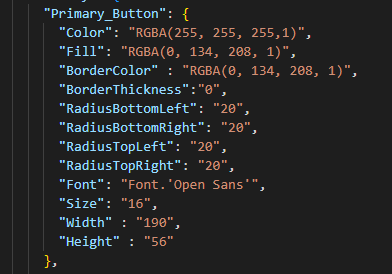 "Primary_Button": {
"Color": "RGBA(255, 255, 255,1)",
"Fill": "RGBA(0, 134, 208, 1)",
"BorderColor" : "RGBA(0, 134, 208, 1)",
"BorderThickness":"0",
"RadiusBottomLeft": "20",
"RadiusBottomRight": "20",
"RadiusTopLeft": "20",
"RadiusTopRight": "20",
"Font": "Font.'Open Sans'",
"Size": "16",
"Width" : "190",
"Height" : "56"
},